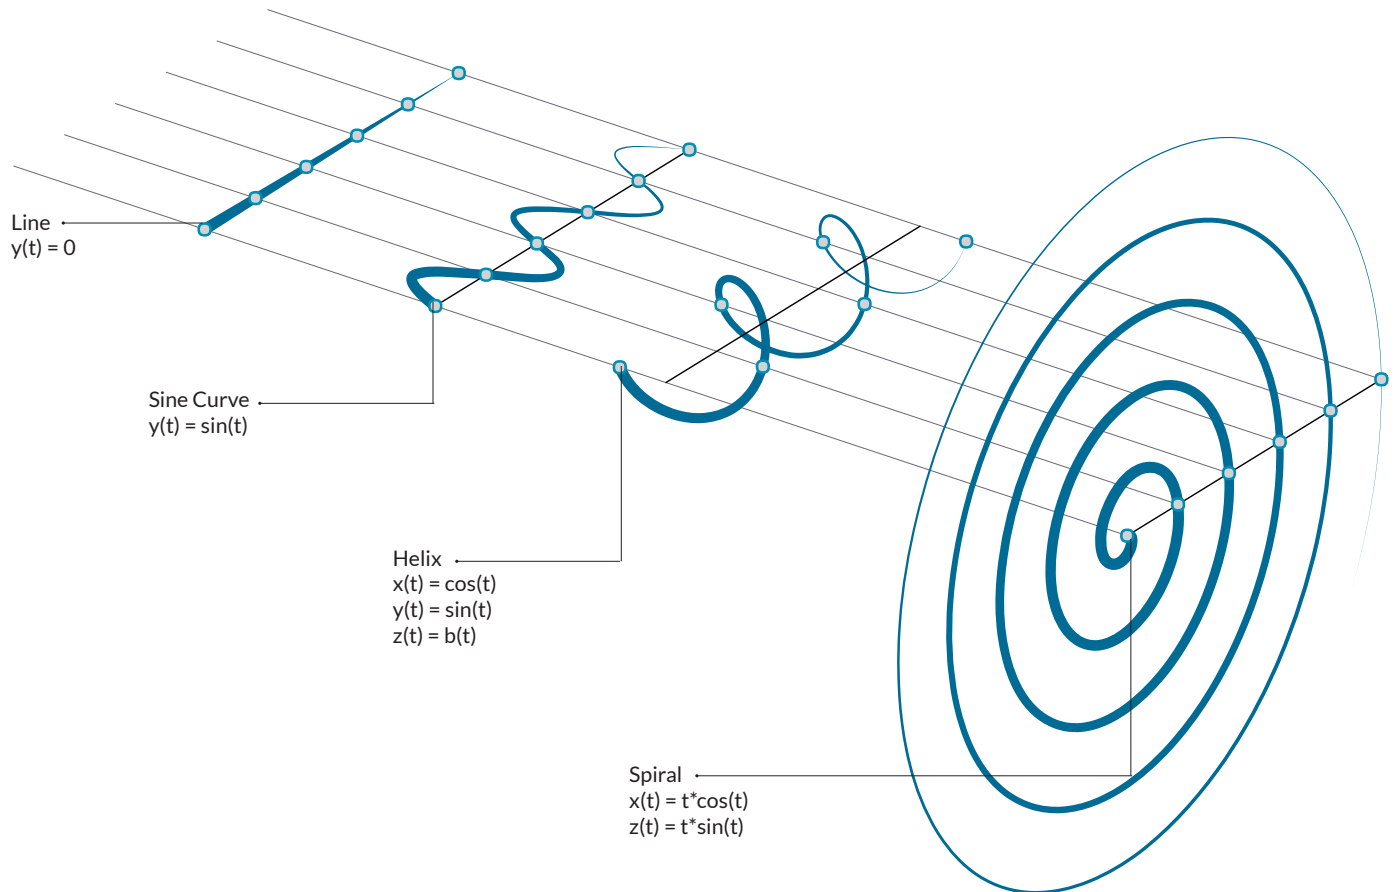 Line
y(t) = 0
Sine Curve
y(t) = sin(t)
Helix
x(t) = cos(t)
y(t) = sin(t)
z(t) = b(t)
Spiral
x(t) = t*cos(t)
z(t) = t*sin(t)